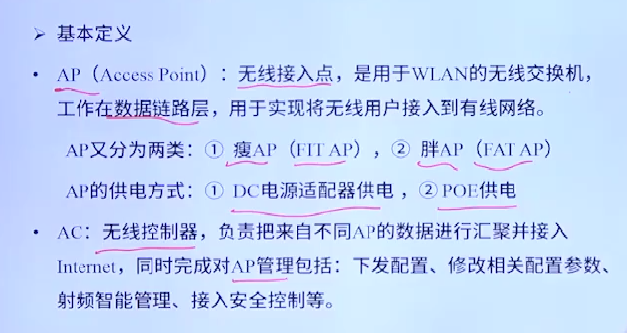 ➢ 基本定义
• AP（Access Point）：无线接入点，是用于WLAN的无线交换机，
工作在数据链路层，用于实现将无线用户接入到有线网络。
AP又分为两类：① 瘦AP（FIT AP），② 胖AP（FAT AP）
AP的供电方式：① DC电源适配器供电，② POE供电
• AC：无线控制器，负责把来自不同AP的数据进行汇聚并接入
Internet，同时完成对AP管理包括：下发配置、修改相关配置参数、
射频智能管理、接入安全控制等。